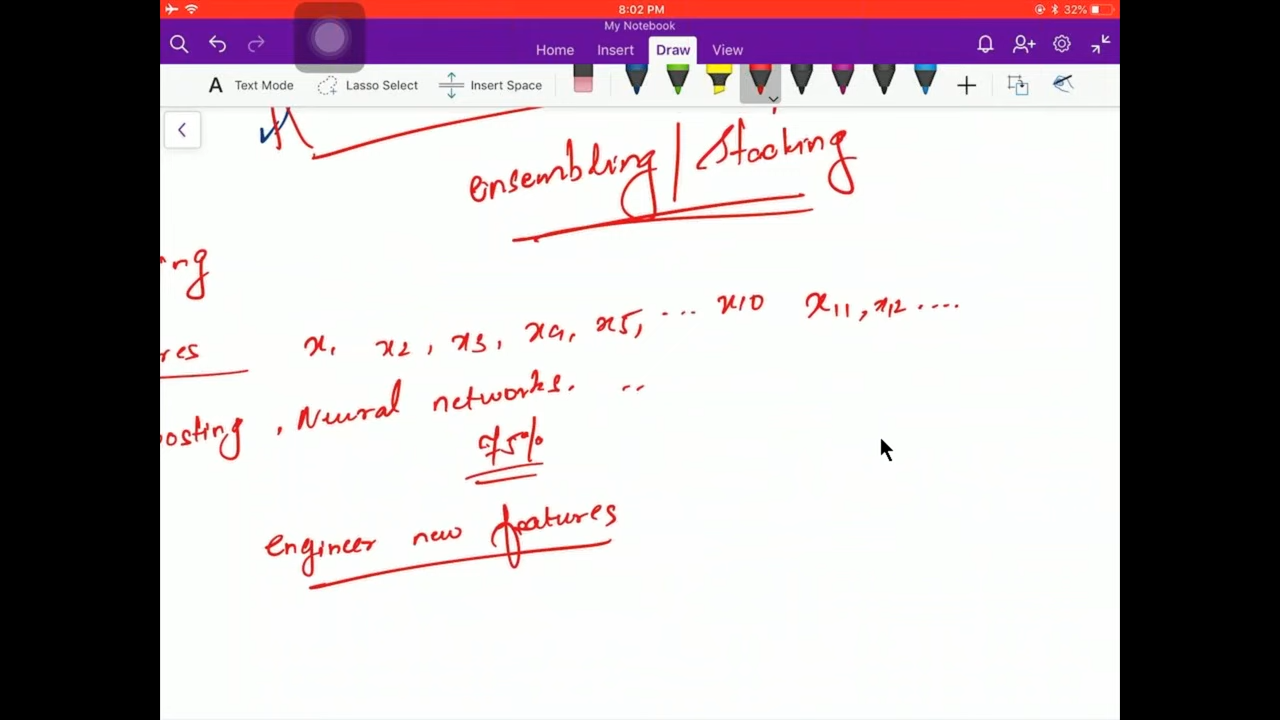 8:02 PM
32%
My Notebook
Home Insert Draw View
A Text Mode Lasso Select Insert Space
ensembling / Stacking
ng
res x1 x2, x3, x4, x5, ... x10 x11, x12 ....
osting, Neural networks. ..
75%
engineer new features